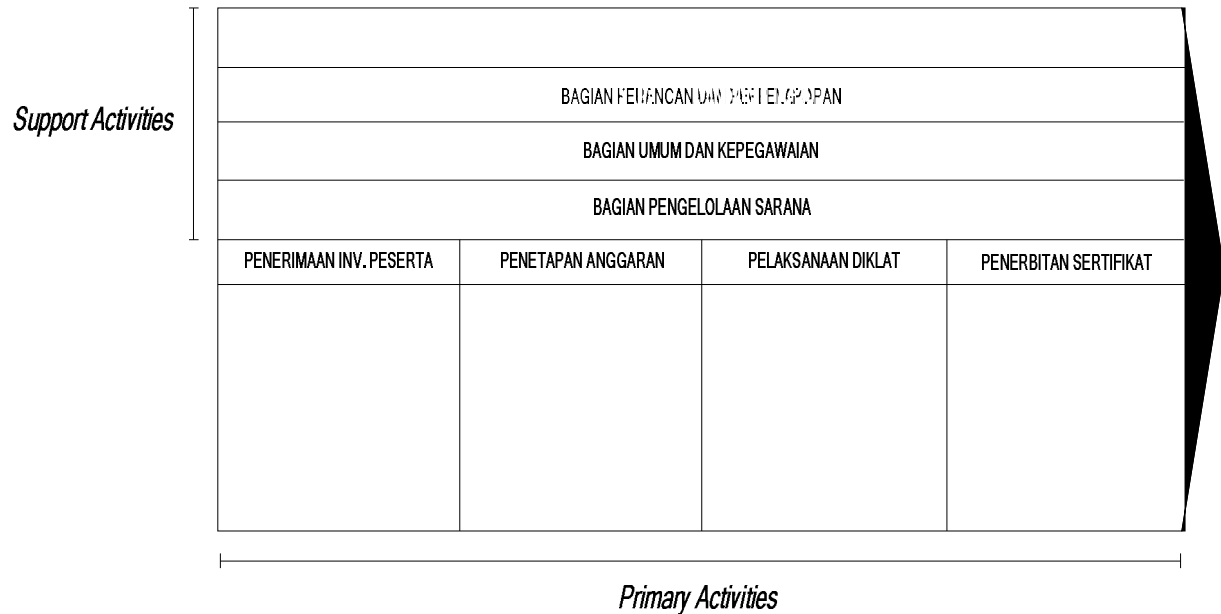 Support Activities
BAGIAN
BAGIAN UMUM DAN KEPEGAWAIAN
BAGIAN PENGELOLAAN SARANA
PENERIMAAN INV. PESERTA
PENETAPAN ANGGARAN
PELAKSANAAN DIKLAT
PENERBITAN SERTIFIKAT
Primary Activities